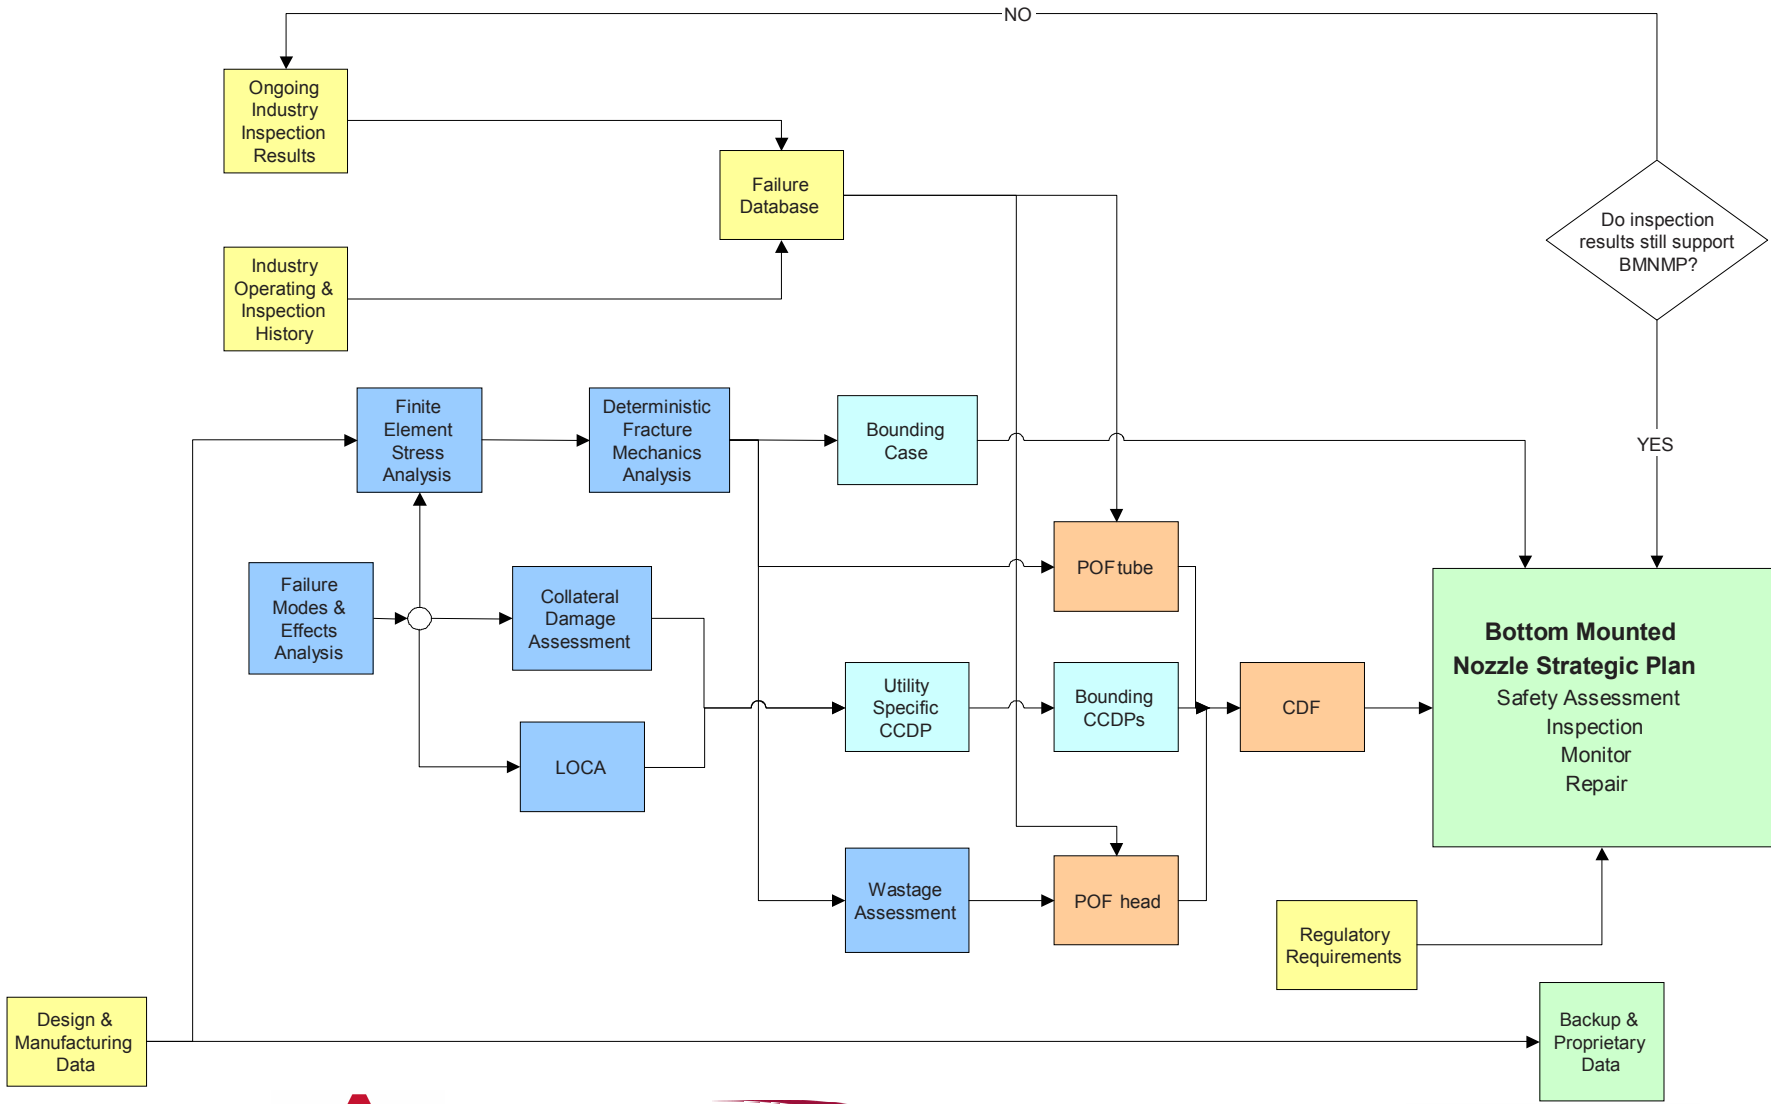 NO
Ongoing
Industry
Inspection
Results
Failure
Database
Do inspection
results still support
BMNMP?
Industry
Operating &
Inspection
History
YES
Finite
Element
Stress
Analysis
Deterministic
Fracture
Mechanics
Analysis
Bounding
Case
POF tube
Failure
Modes &
Effects
Analysis
Collateral
Damage
Assessment
Bottom Mounted
Nozzle Strategic Plan
Safety Assessment
Inspection
Monitor
Repair
Utility
Specific
CCDP
Bounding
CCDPs
CDF
LOCA
Wastage
Assessment
POF head
Regulatory
Requirements
Design &
Manufacturing
Data
Backup &
Proprietary
Data